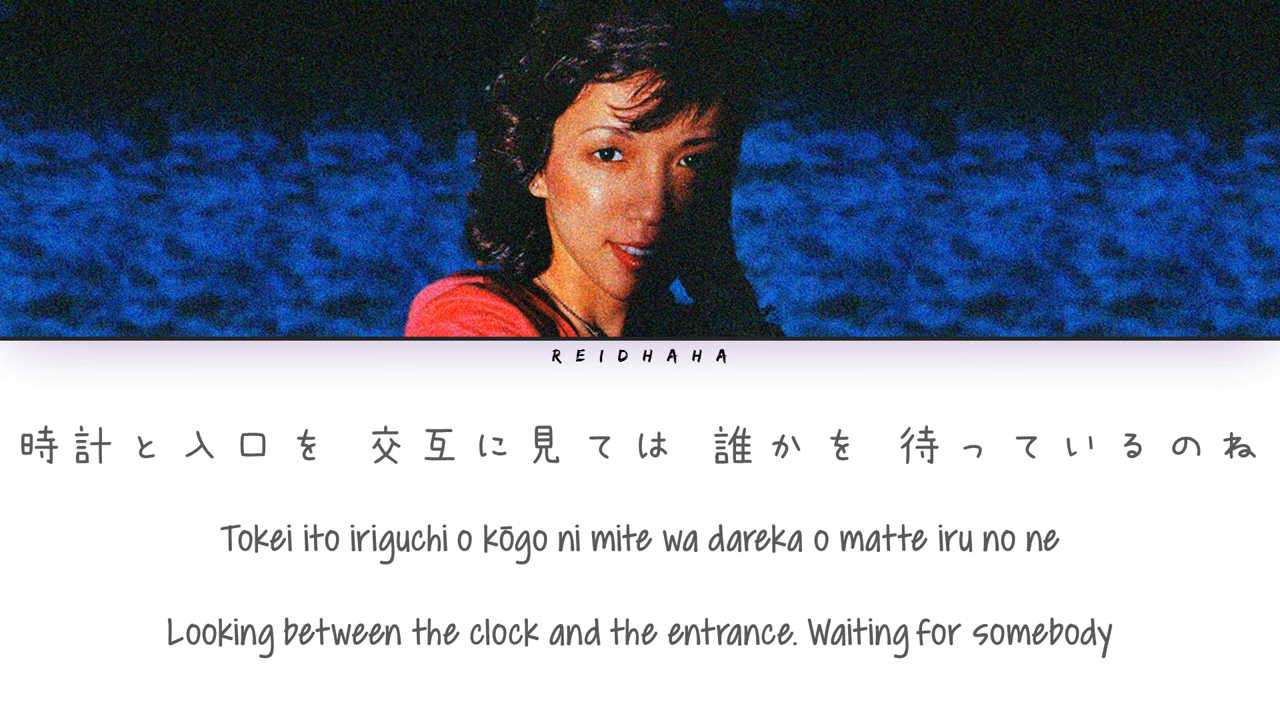 REIDHAHA
時計と入口を 交互に見ては 誰かを 待っているのね
Tokei ito iriguchi o kōgo ni mite wa dareka o matte iru no ne
Looking between the clock and the entrance. Waiting for somebody